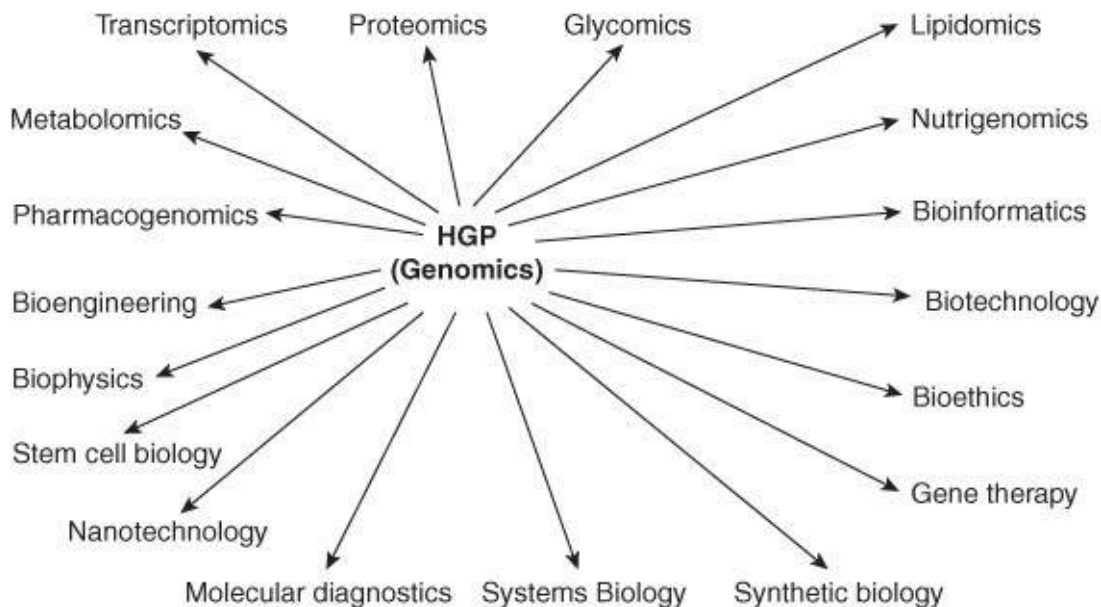 Transcriptomics Proteomics Glycomics Lipidomics
Metabolomics Nutrigenomics
Pharmacogenomics Bioinformatics
HGP
(Genomics)
Bioengineering Biotechnology
Biophysics Bioethics
Stem cell biology
Gene therapy
Nanotechnology
Molecular diagnostics Systems Biology Synthetic biology